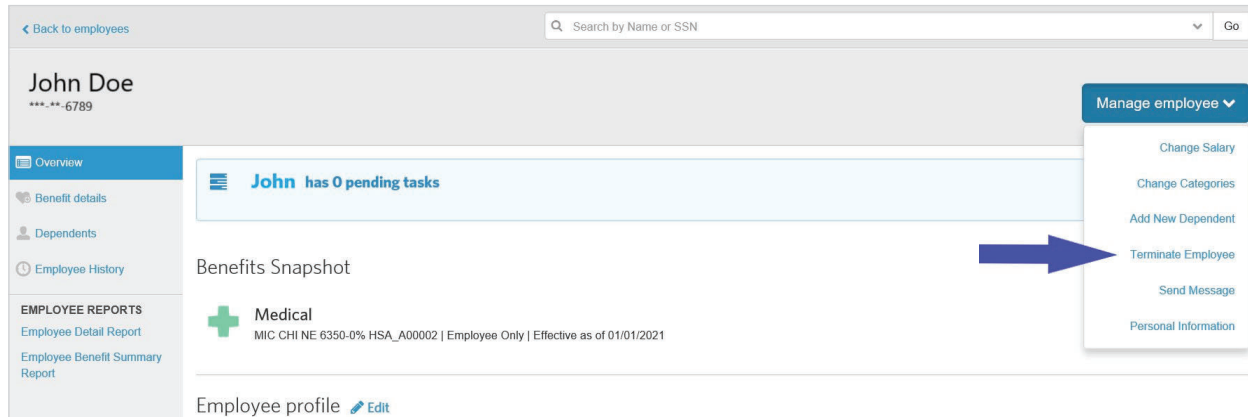 Back to employees
Search by Name or SSN
Go
John Doe
***-**-6789
Manage employee
Change Salary
Change Categories
Add New Dependent
Terminate Employee
Send Message
Personal Information
Overview
Benefit details
Dependents
Employee History
EMPLOYEE REPORTS
Employee Detail Report
Employee Benefit Summary
Report
John has 0 pending tasks
Benefits Snapshot
Medical
MIC CHI NE 6350-0% HSA_A00002 | Employee Only | Effective as of 01/01/2021
Employee profile Edit